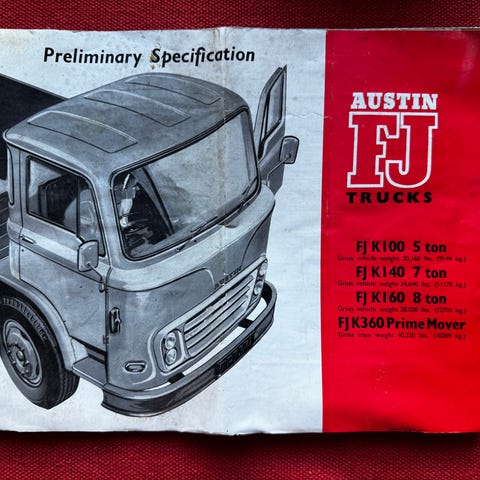 Preliminary Specification
AUSTIN
FJ
TRUCKS
FJ K100 5 ton
Gross vehicle weight 20,160 lbs. (9144 kg.)
FJ K140 7 ton
Gross vehicle weight 24,640 lbs. (11176 kg.)
FJ K160 8 ton
Gross vehicle weight 28,000 lbs. (12701 kg.)
FJ K360 Prime Mover
Gross train weight 40,320 lbs. (18289 kg.)
AUSTIN